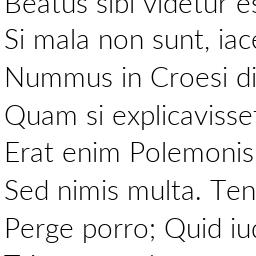 Beatus sibi videtur es
Si mala non sunt, iace
Nummus in Croesi di
Quam si explicavisset
Erat enim Polemonis
Sed nimis multa. Ten
Perge porro; Quid iud